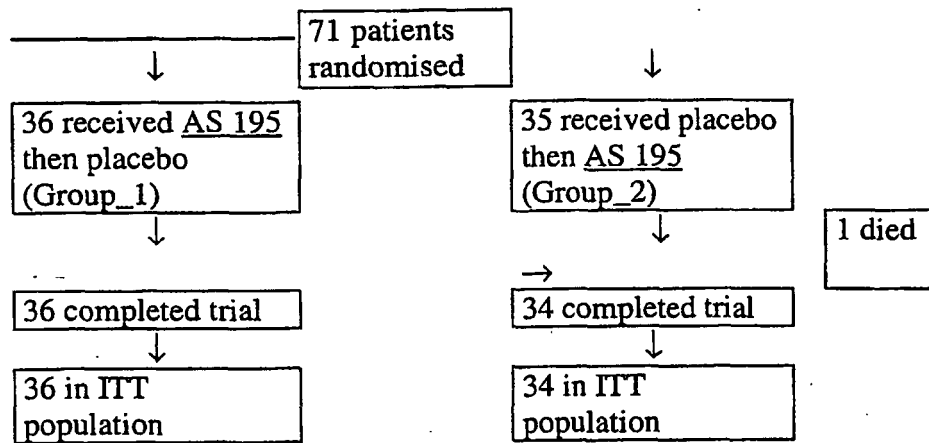 71 patients
randomised
36 received AS 195
then placebo
(Group_1)
35 received placebo
then AS 195
(Group_2)
1 died
36 completed trial
34 completed trial
36 in ITT
population
34 in ITT
population